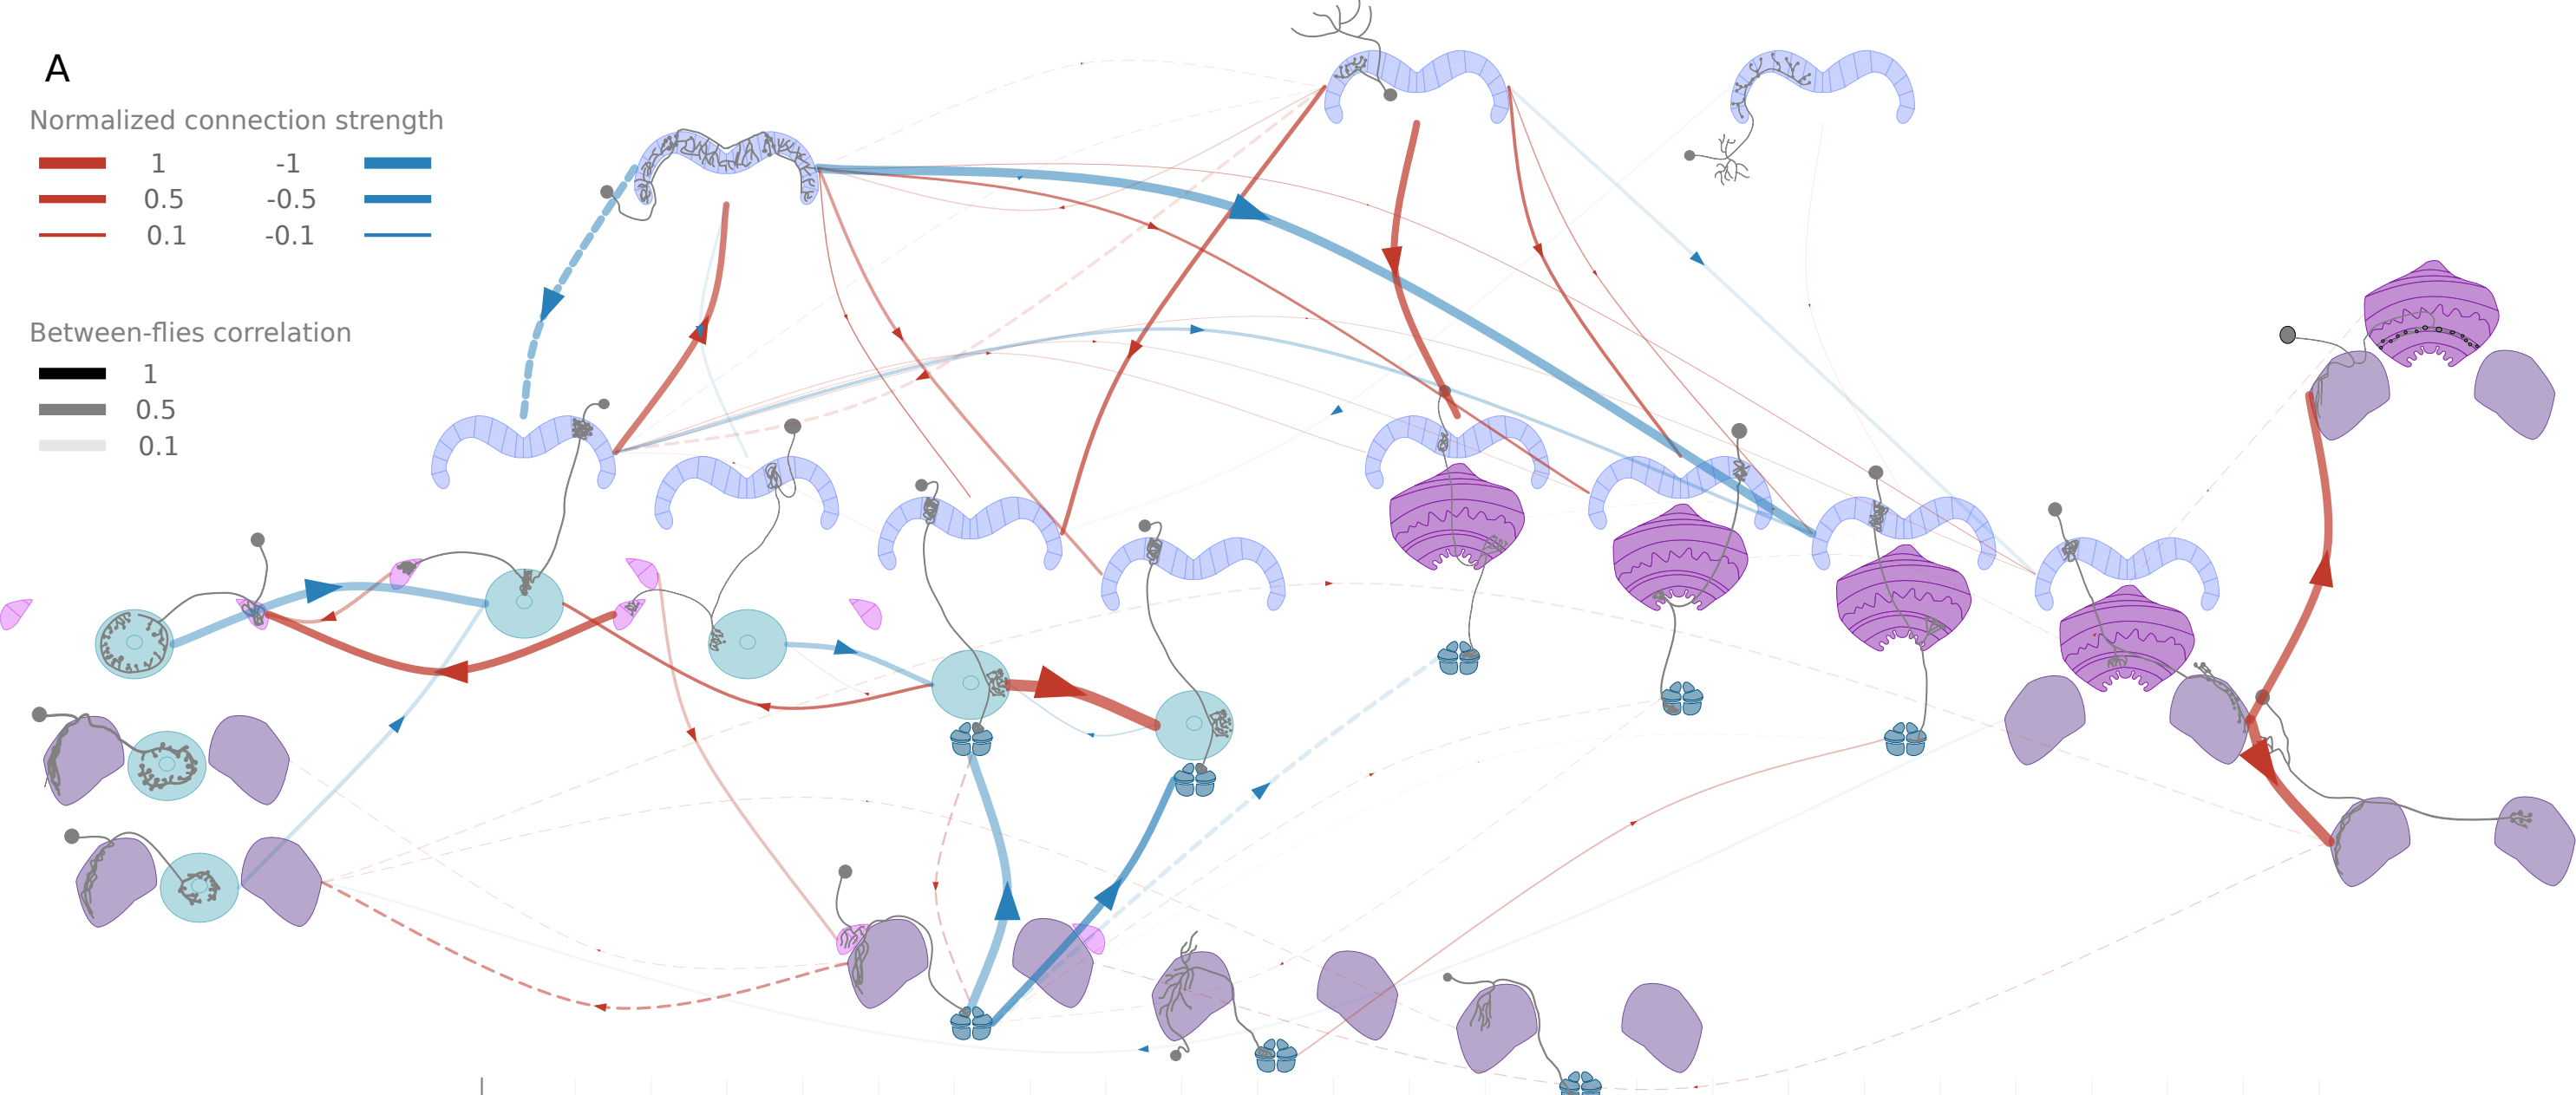 A
Normalized connection strength
1 -1
0.5 -0.5
0.1 -0.1
Between-flies correlation
1
0.5
0.1